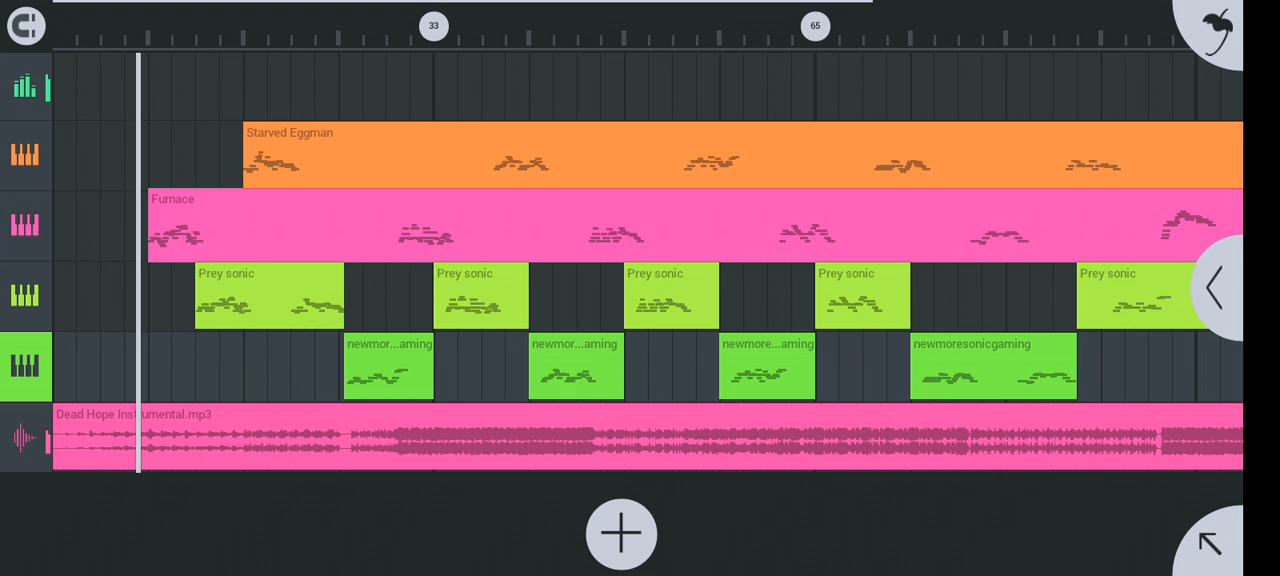 33
65
Starved Eggman
Furnace
Prey sonic
Prey sonic
Prey sonic
Prey sonic
Prey sonic
newmor...aming
newmor...aming
newmore...aming
newmoresonicgaming
Dead Hope Instrumental.mp3